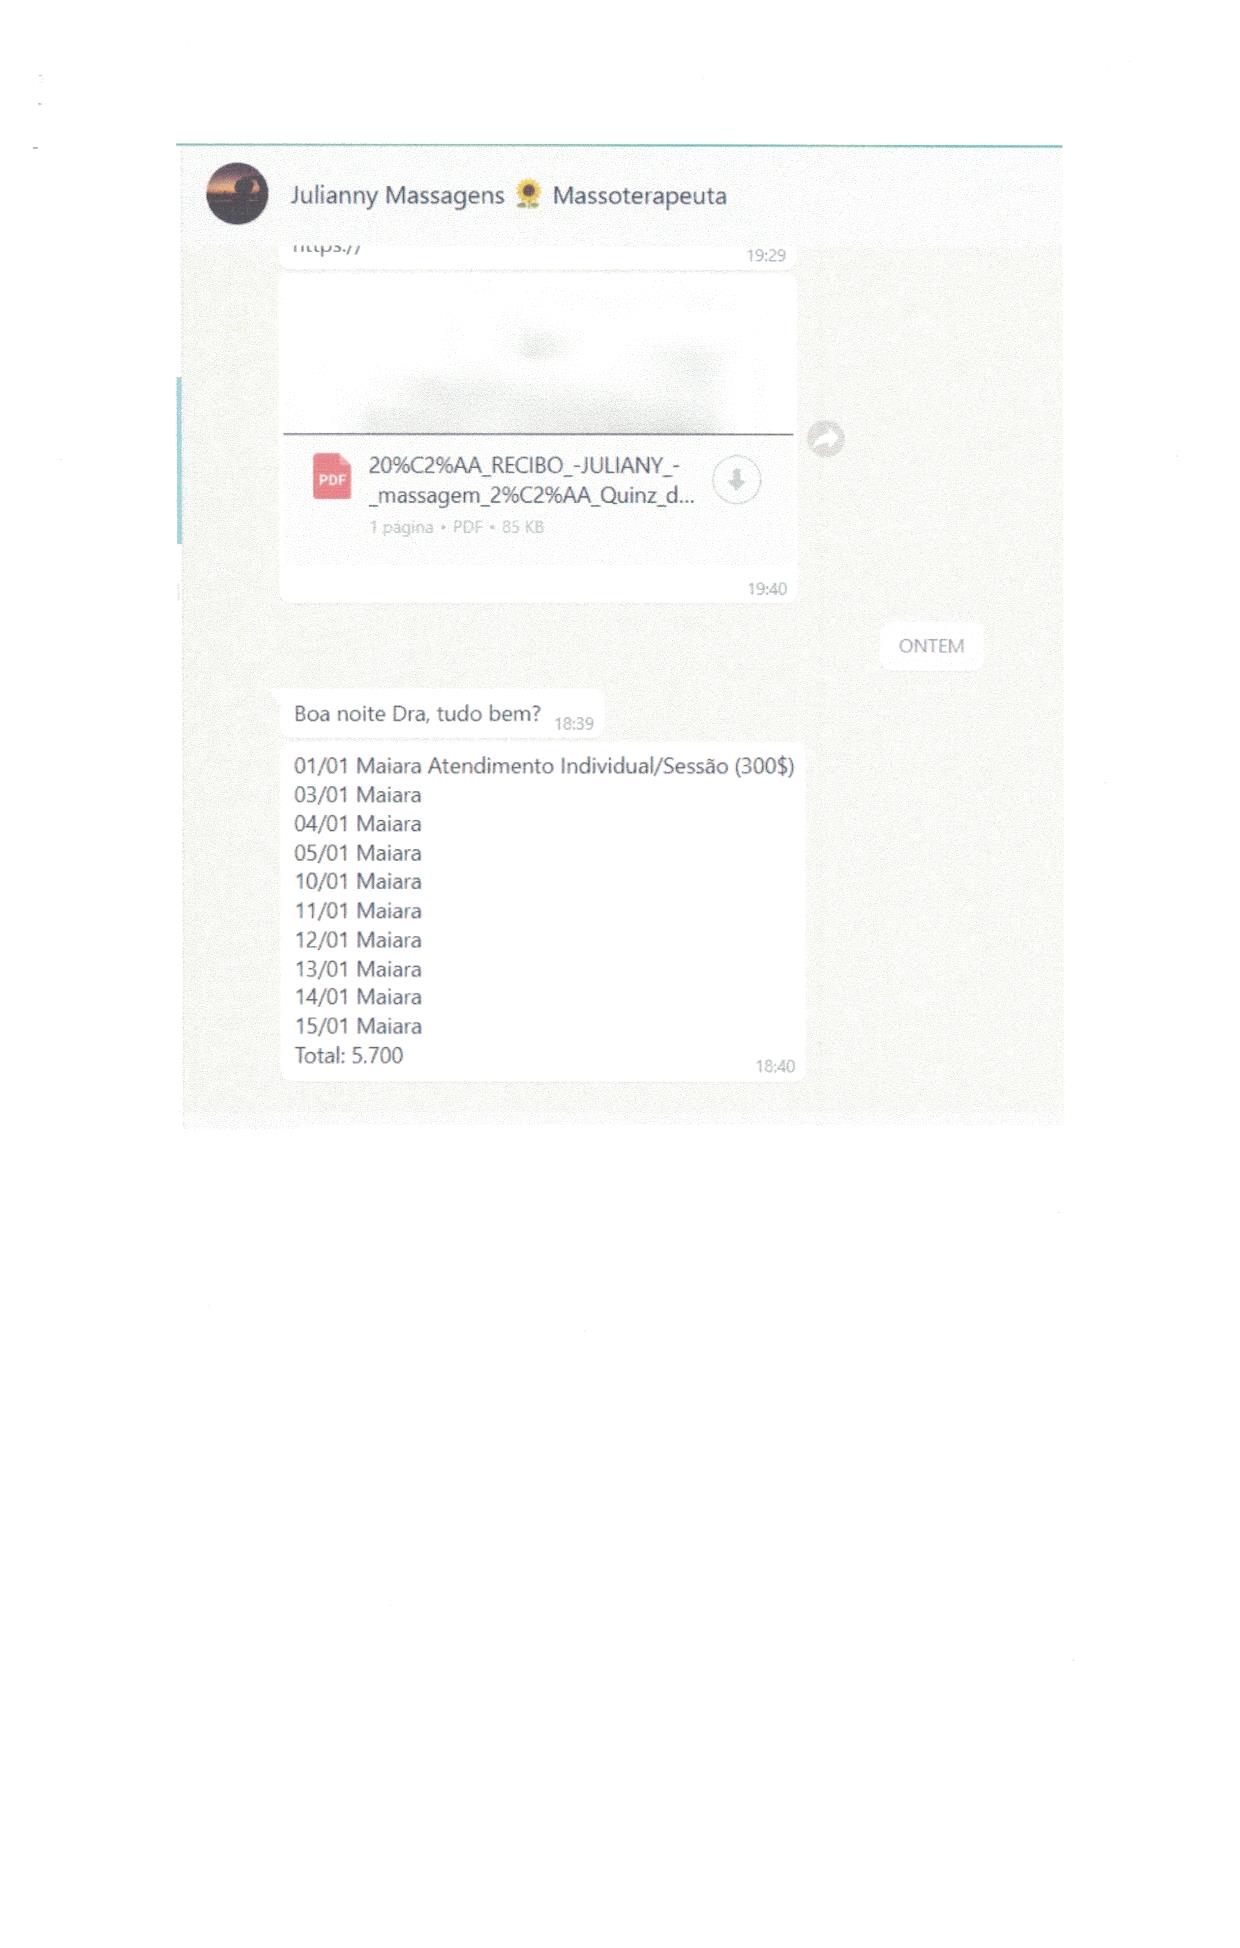 Julianny Massagens 🌻 Massoterapeuta
https://
19:29
PDF
20%C2%AA_RECIBO_-JULIANY_-
_massagem_2%C2%AA_Quinz_d...
1 página • PDF • 85 KB
19:40
ONTEM
Boa noite Dra, tudo bem? 18:39
01/01 Maiara Atendimento Individual/Sessão (300$)
03/01 Maiara
04/01 Maiara
05/01 Maiara
10/01 Maiara
11/01 Maiara
12/01 Maiara
13/01 Maiara
14/01 Maiara
15/01 Maiara
Total: 5.700
18:40